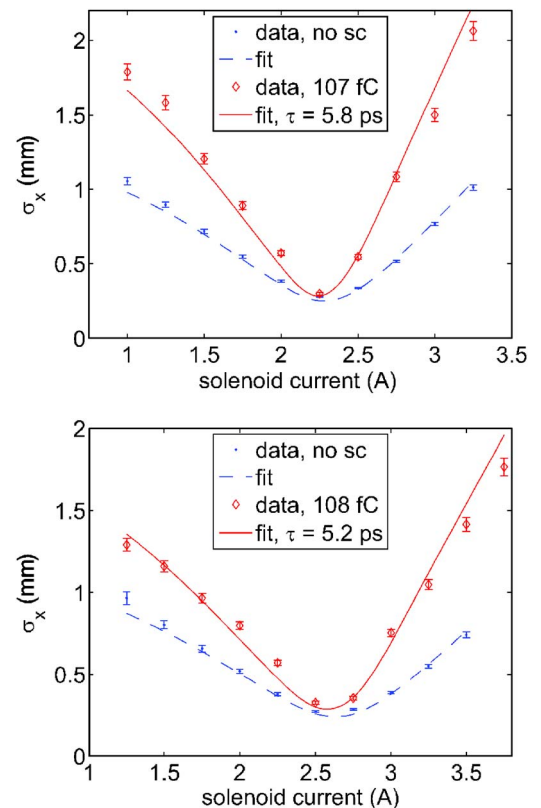 2
1.5
1
0.5
0
σx (mm)
data, no sc
fit
data, 107 fC
fit, τ = 5.8 ps
1 1.5 2 2.5 3 3.5
solenoid current (A)
2
1.5
1
0.5
0
σx (mm)
data, no sc
fit
data, 108 fC
fit, τ = 5.2 ps
1 1.5 2 2.5 3 3.5
solenoid current (A)